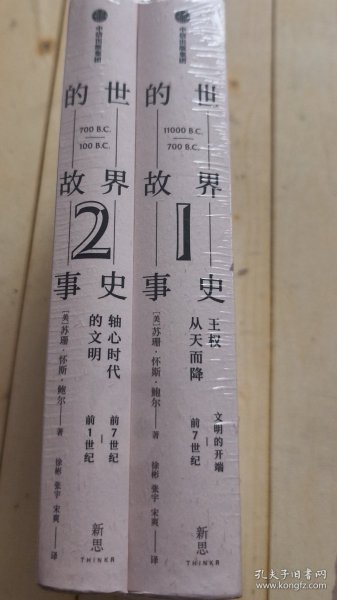 中信出版集团
世界史
的故事
11000 B.C.
700 B.C.
1
王权
从天而降
文明的开端
前7世纪
[美]苏珊·怀斯·鲍尔 著
徐彬 张宇 宋爽 译
新思
THINKR
中信出版集团
世界史
的故事
700 B.C.
100 B.C.
2
轴心时代
的文明
前7世纪
前1世纪
[美]苏珊·怀斯·鲍尔 著
徐彬 张宇 宋爽 译
新思
THINKR
孔夫子旧书网